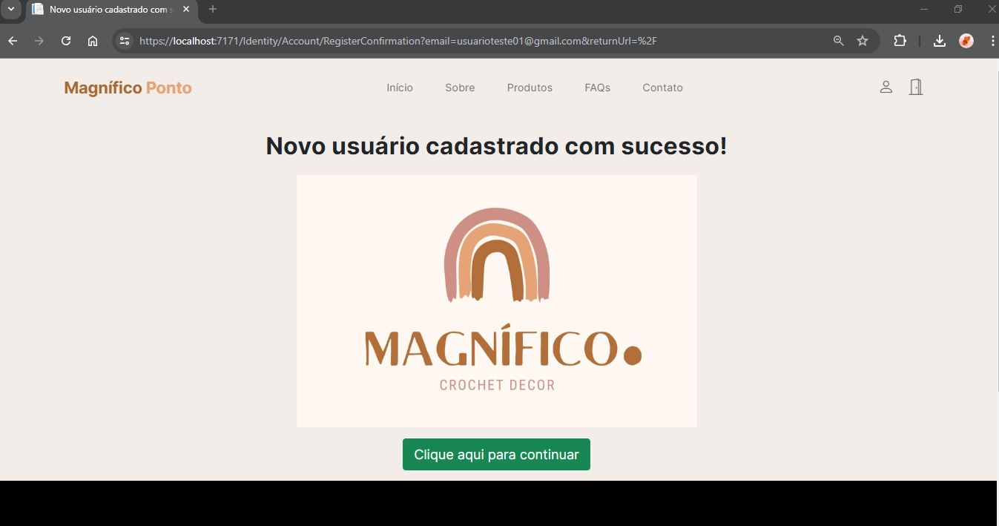 Novo usuário cadastrado com s
https://localhost:7171/Identity/Account/RegisterConfirmation?email=usuarioteste01@gmail.com&returnUrl=%2F
Magnífico Ponto
Início Sobre Produtos FAQs Contato
Novo usuário cadastrado com sucesso!
MAGNÍFICO.
CROCHET DECOR
Clique aqui para continuar